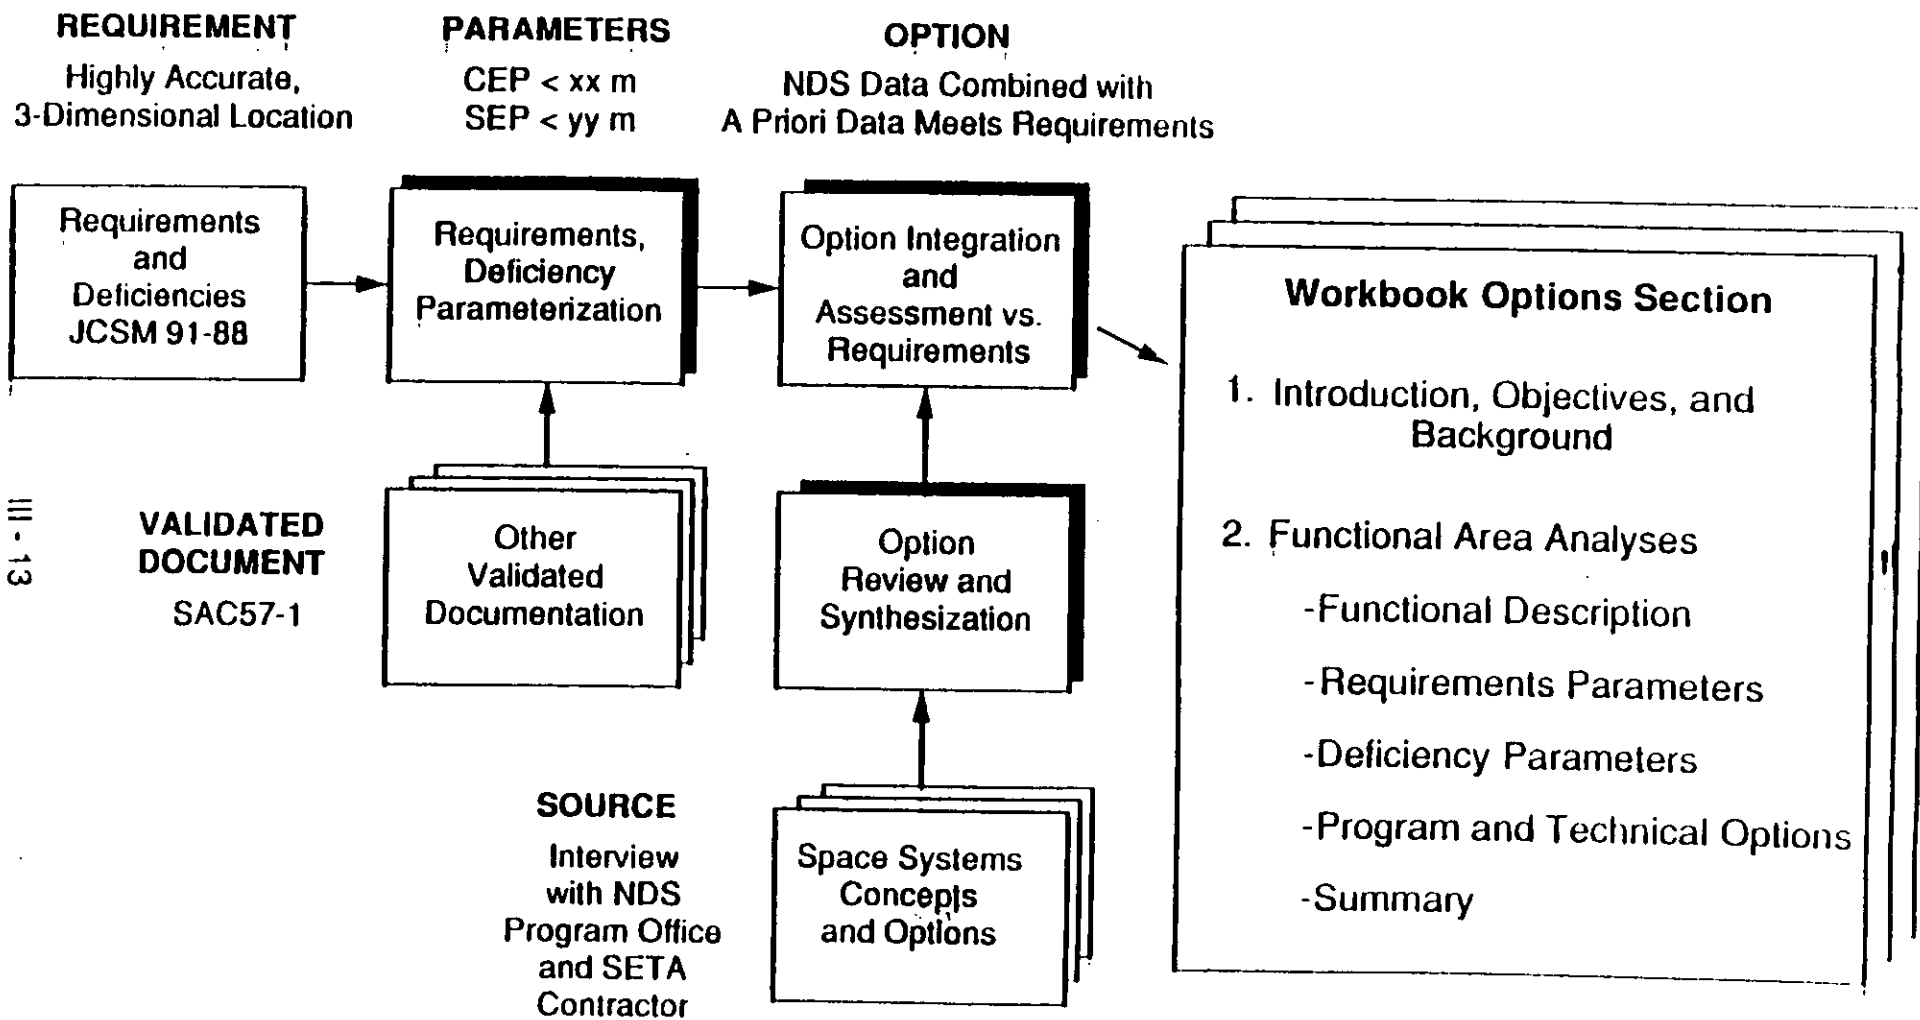 REQUIREMENT
Highly Accurate,
3-Dimensional Location
PARAMETERS
CEP < xx m
SEP < yy m
OPTION
NDS Data Combined with
A Priori Data Meets Requirements
Requirements
and
Deficiencies
JCSM 91-88
Requirements,
Deficiency
Parameterization
Option Integration
and
Assessment vs.
Requirements
Workbook Options Section
1. Introduction, Objectives, and
Background
2. Functional Area Analyses
-Functional Description
-Requirements Parameters
-Deficiency Parameters
-Program and Technical Options
-Summary
III - 13
VALIDATED
DOCUMENT
SAC57-1
Other
Validated
Documentation
Option
Review and
Synthesization
SOURCE
Interview
with NDS
Program Office
and SETA
Contractor
Space Systems
Concepts
and Options